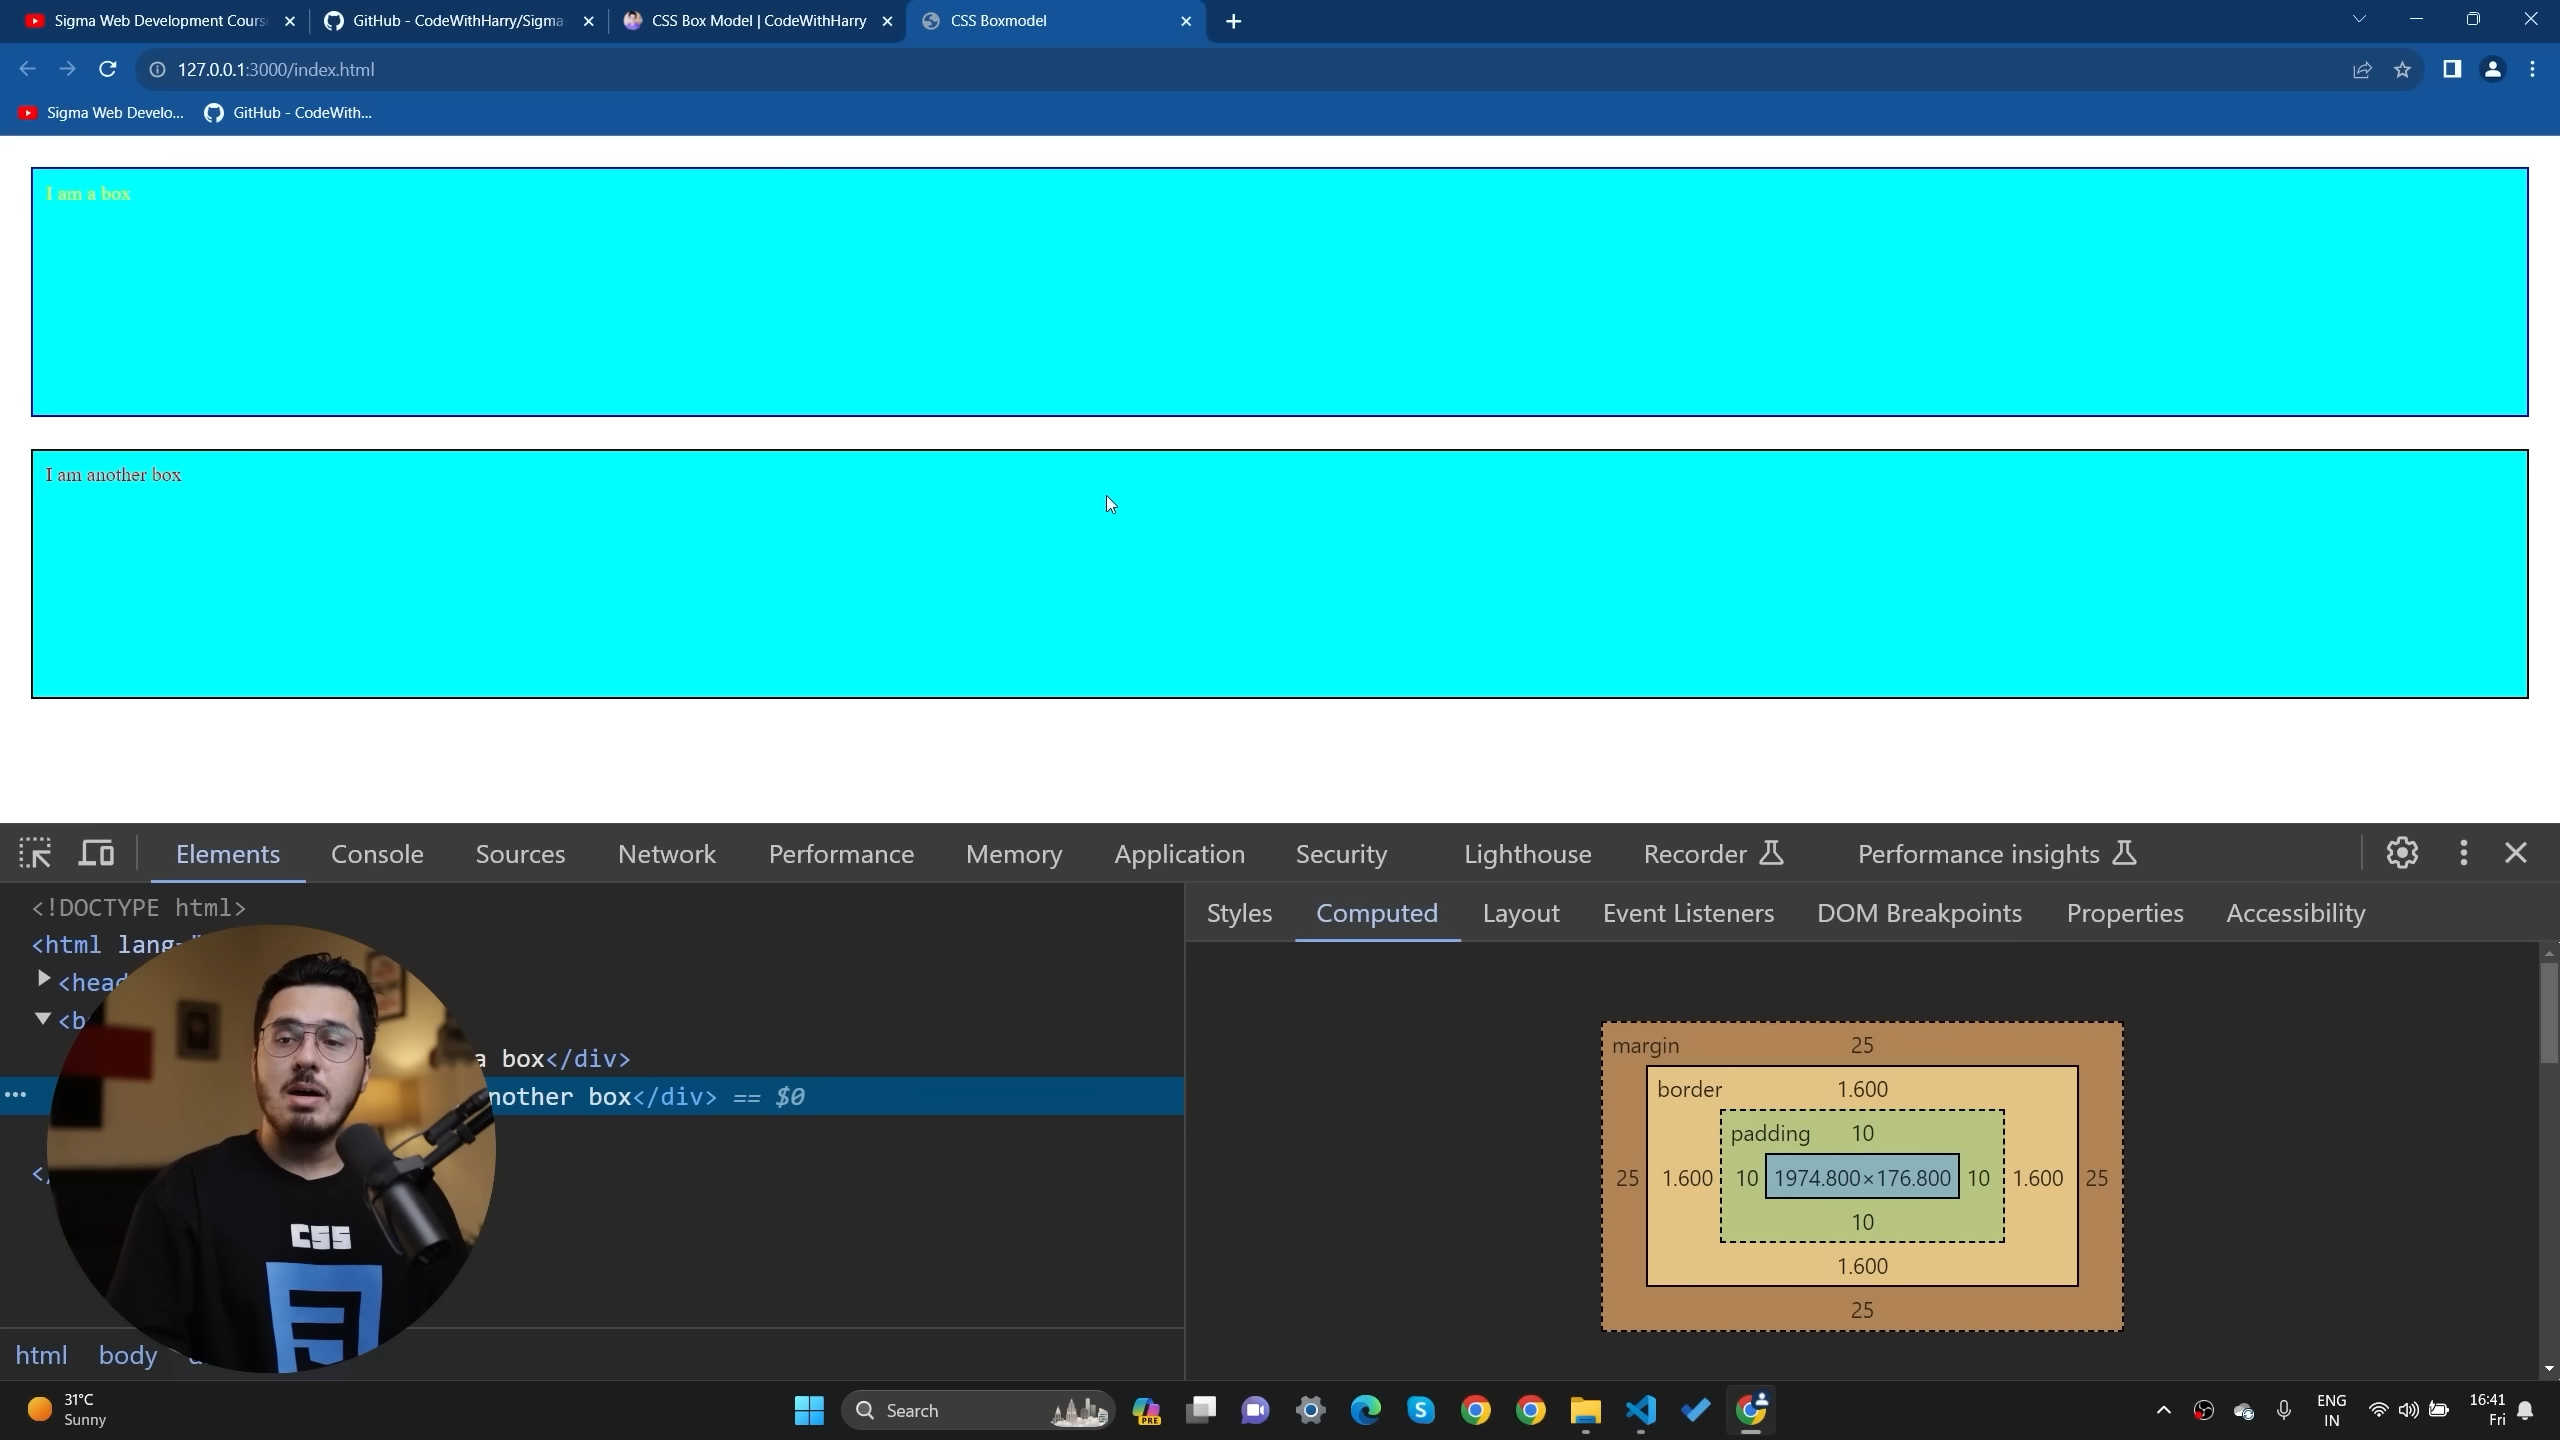 Sigma Web Development Cours
GitHub - CodeWithHarry/Sigma-
CSS Box Model | CodeWithHarry
CSS Boxmodel
127.0.0.1:3000/index.html
Sigma Web Develo...
GitHub - CodeWith...
I am a box
I am another box
Elements Console Sources Network Performance Memory Application Security Lighthouse Recorder Performance insights
<!DOCTYPE html>
<html lang=
<head
a box</div>
nother box</div> == $0
html body
Styles Computed Layout Event Listeners DOM Breakpoints Properties Accessibility
margin 25
border 1.600
padding 10
25 1.600 10 1974.800×176.800 10 1.600 25
10
1.600
25
CSS
31°C
Sunny
Search
PRE
ENG
IN
16:41
Fri